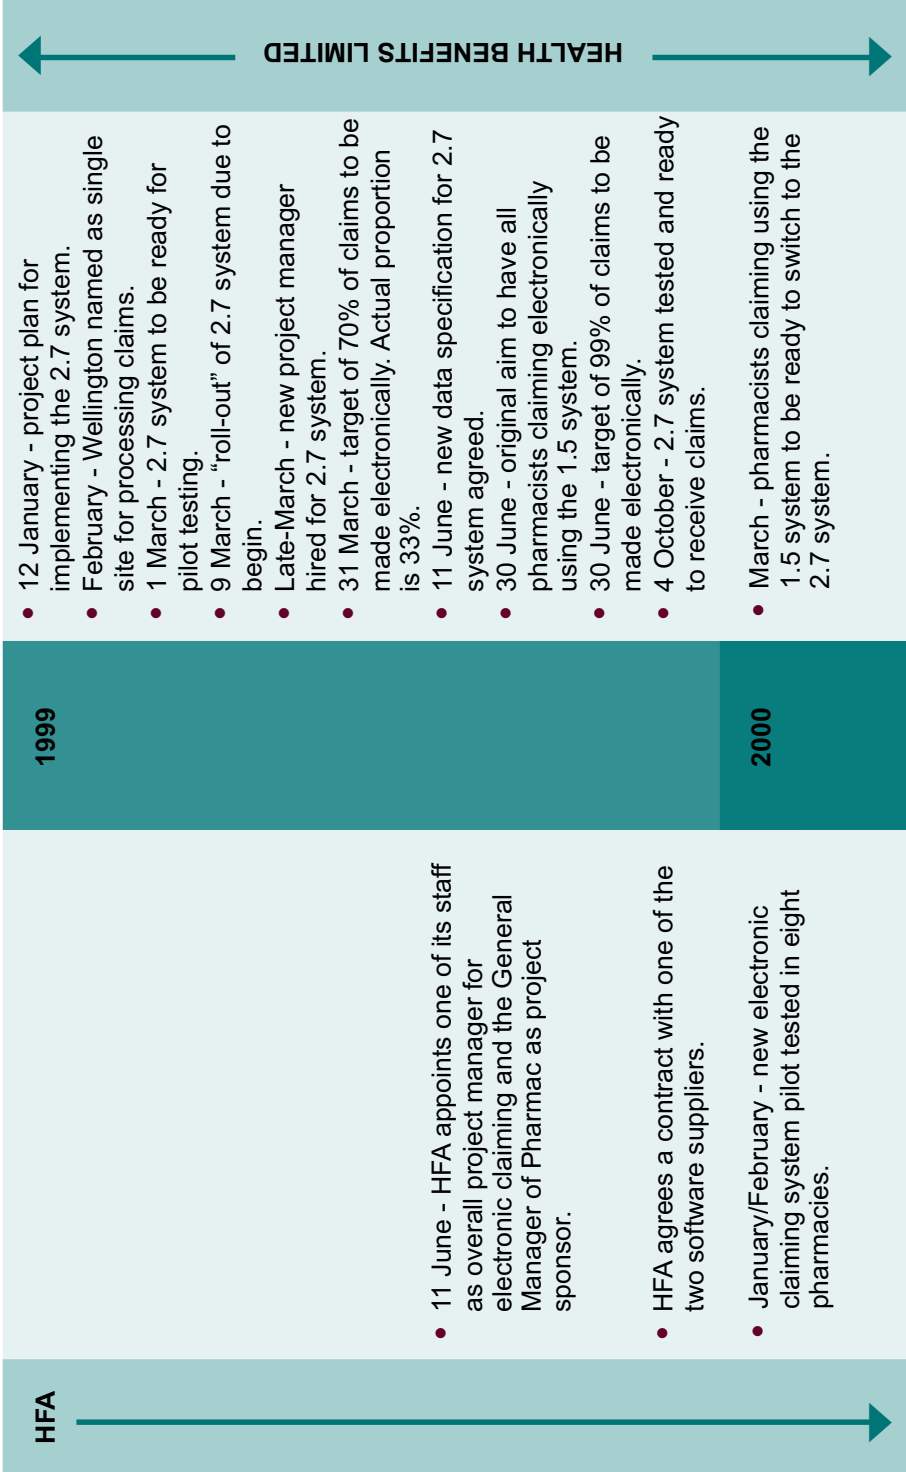 HFA
• 11 June - HFA appoints one of its staff
as overall project manager for
electronic claiming and the General
Manager of Pharmac as project
sponsor.
• HFA agrees a contract with one of the
two software suppliers.
• January/February - new electronic
claiming system pilot tested in eight
pharmacies.
1999
2000
• 12 January - project plan for
implementing the 2.7 system.
• February - Wellington named as single
site for processing claims.
• 1 March - 2.7 system to be ready for
pilot testing.
• 9 March - “roll-out” of 2.7 system due to
begin.
• Late-March - new project manager
hired for 2.7 system.
• 31 March - target of 70% of claims to be
made electronically. Actual proportion
is 33%.
• 11 June - new data specification for 2.7
system agreed.
• 30 June - original aim to have all
pharmacists claiming electronically
using the 1.5 system.
• 30 June - target of 99% of claims to be
made electronically.
• 4 October - 2.7 system tested and ready
to receive claims.
• March - pharmacists claiming using the
1.5 system to be ready to switch to the
2.7 system.
HEALTH BENEFITS LIMITED